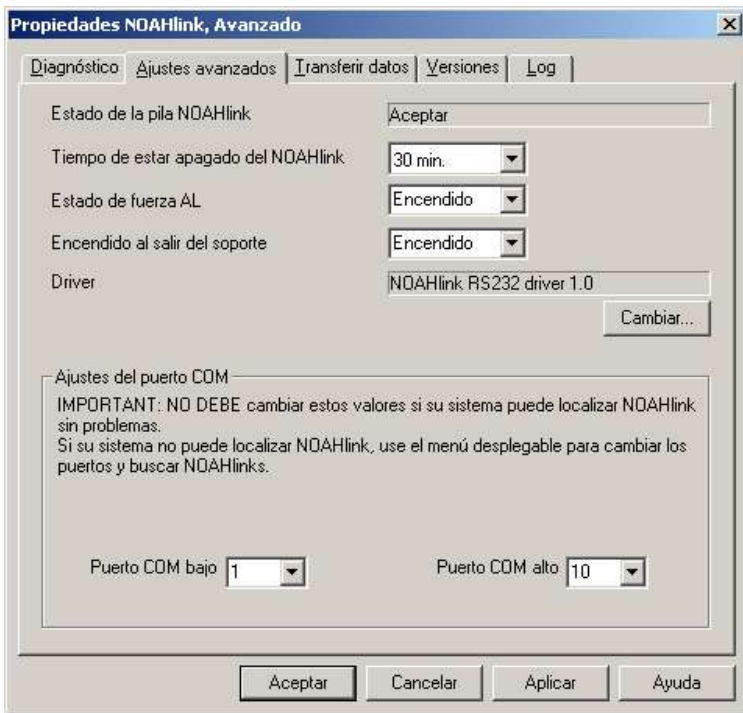 Propiedades NOAHlink, Avanzado
Diagnóstico Ajustes avanzados Transferir datos Versiones Log
Estado de la pila NOAHlink Aceptar
Tiempo de estar apagado del NOAHlink 30 min.
Estado de fuerza AL Encendido
Encendido al salir del soporte Encendido
Driver NOAHlink RS232 driver 1.0
Cambiar...
Ajustes del puerto COM
IMPORTANT: NO DEBE cambiar estos valores si su sistema puede localizar NOAHlink
sin problemas.
Si su sistema no puede localizar NOAHlink, use el menú desplegable para cambiar los
puertos y buscar NOAHlinks.
Puerto COM bajo 1 Puerto COM alto 10
Aceptar Cancelar Aplicar Ayuda